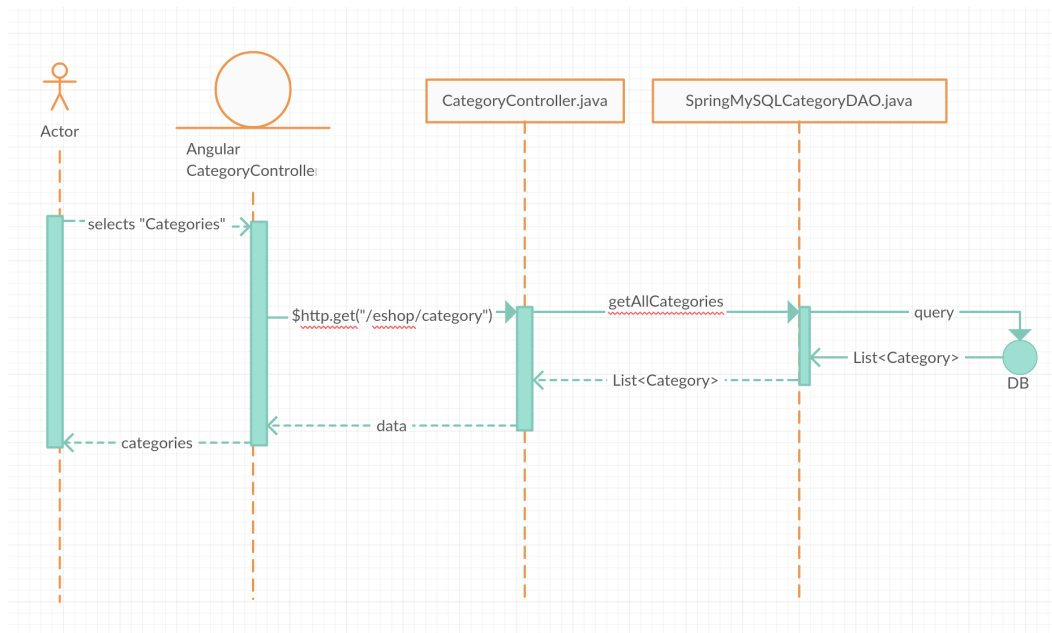 Actor
Angular
CategoryController
CategoryController.java
SpringMySQLCategoryDAO.java
selects "Categories"
$http.get("/eshop/category")
getAllCategories
query
List<Category>
DB
List<Category>
data
categories